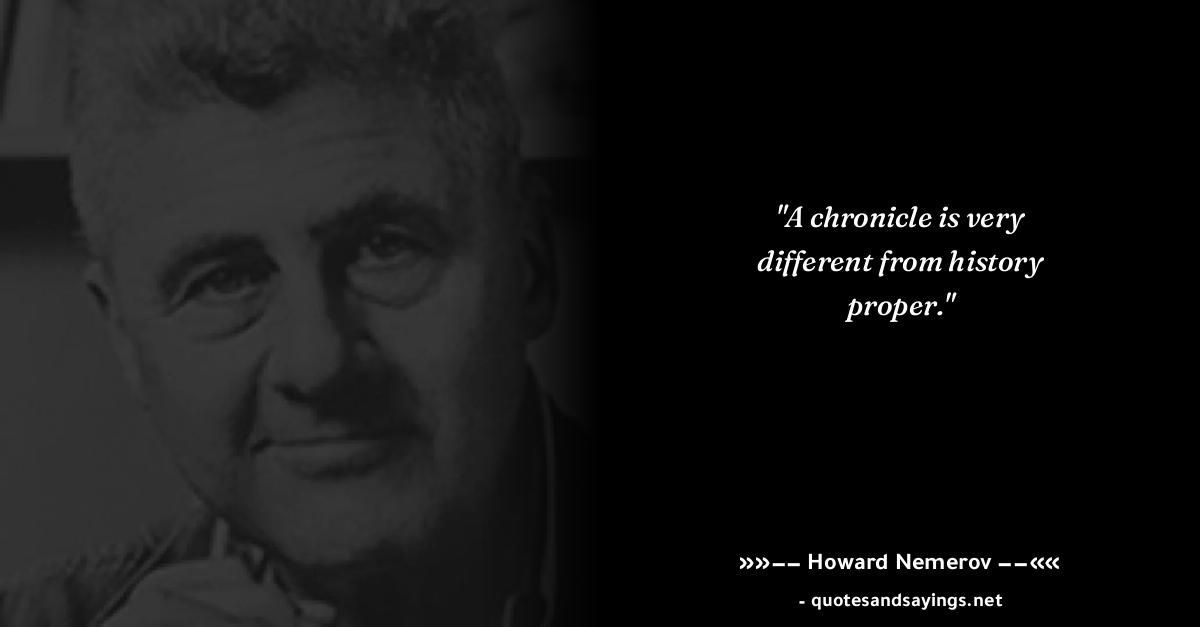 "A chronicle is very
different from history
proper."
»»–– Howard Nemerov ––««
- quotesandsayings.net